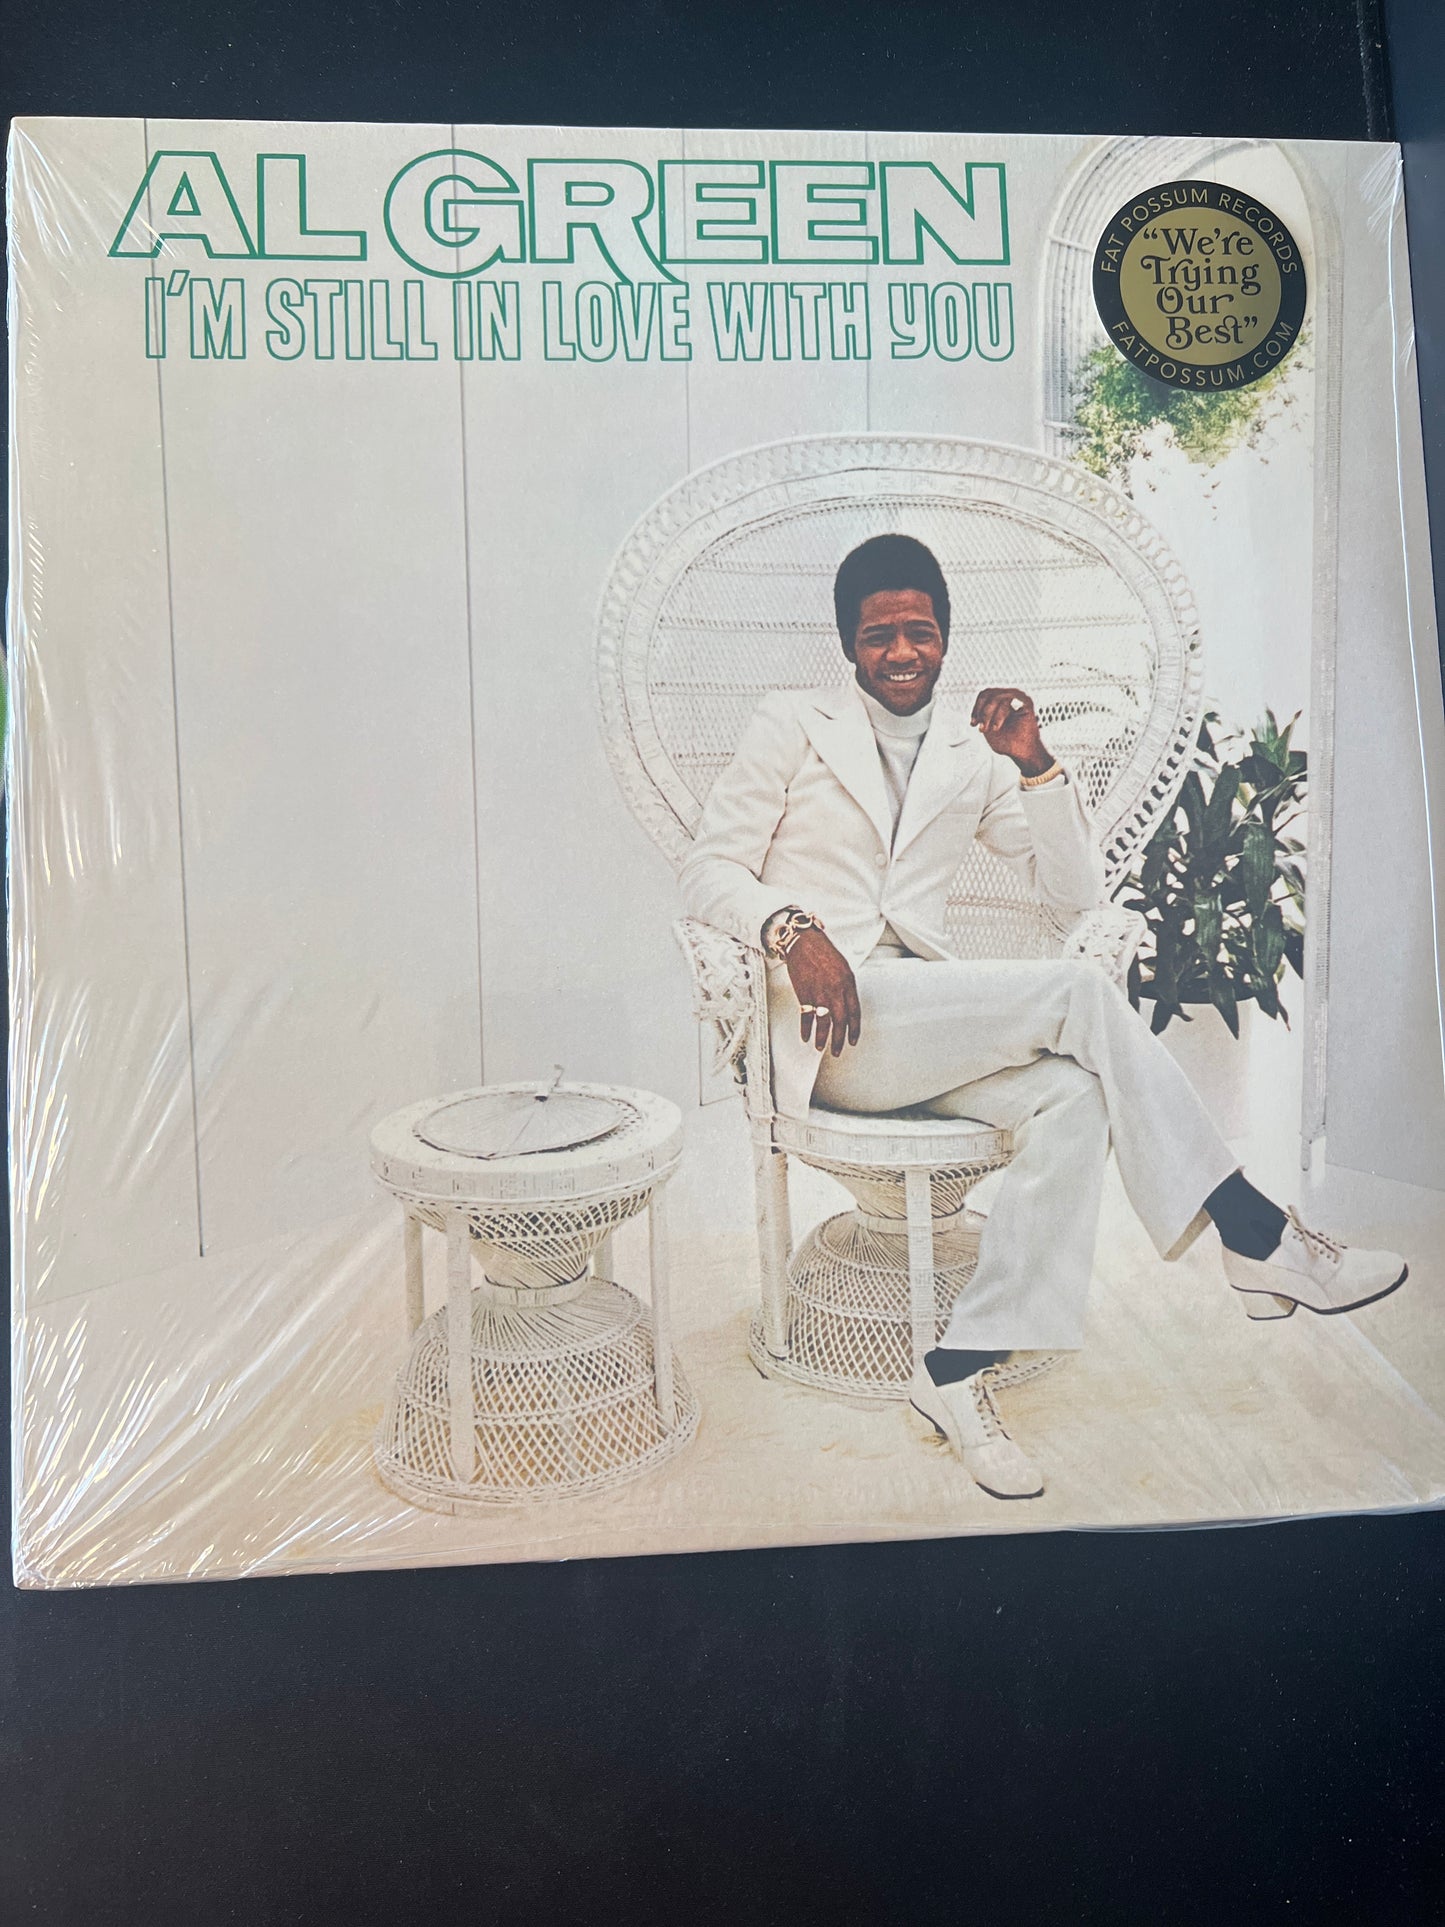 AL GREEN
I'M STILL IN LOVE WITH YOU
FAT POSSUM RECORDS
“We're
Trying
Our
Best”
FATPOSSUM.COM